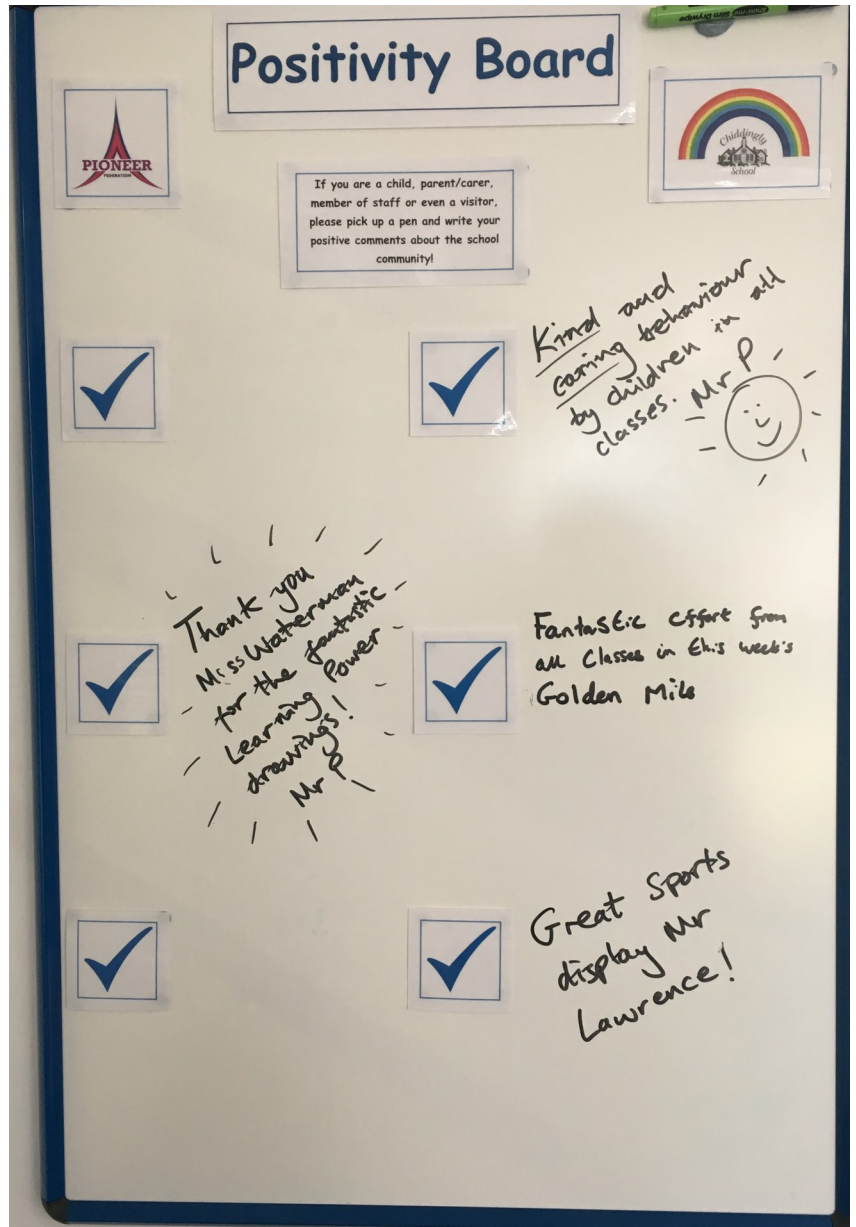 Positivity Board
PIONEER
FEDERATION
Chiddingly
School
If you are a child, parent/carer,
member of staff or even a visitor,
please pick up a pen and write your
positive comments about the school
community!
Kind and
caring behaviour
by children in all
classes. Mr P
Thank you
Miss Waterman
for the fantastic
Learning Power
drawings!
Mr P
Fantastic effort from
all classes in this week's
Golden Mile
Great Sports
display Mr
Lawrence!